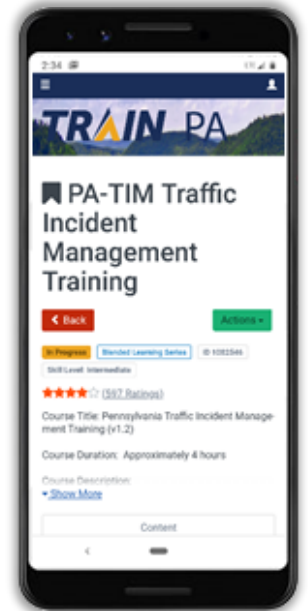 2:34
TRAIN PA
PA-TIM Traffic
Incident
Management
Training
Back
Actions
In Progress Blended Learning Series ID 1082546
Skill Level: Intermediate
(597 Ratings)
Course Title: Pennsylvania Traffic Incident Manage-
ment Training (v1.2)
Course Duration: Approximately 4 hours
Course Description:
Show More
Content